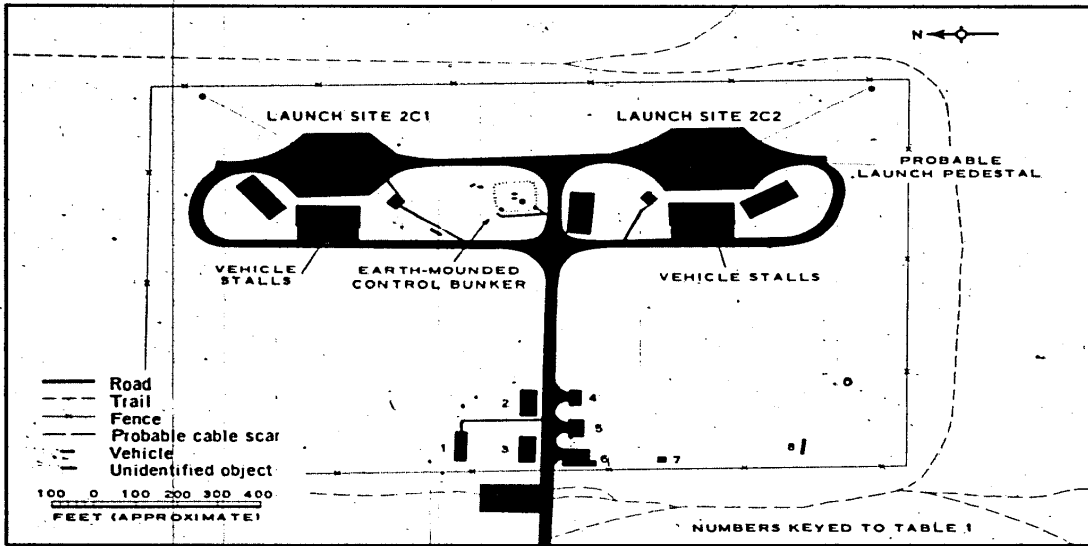 N
LAUNCH SITE 2C1
LAUNCH SITE 2C2
PROBABLE
LAUNCH PEDESTAL
VEHICLE
STALLS
EARTH-MOUNDED
CONTROL BUNKER
VEHICLE STALLS
Road
Trail
Fence
Probable cable scar
Vehicle
Unidentified object
2
4
1
3
5
6
7
8
100 0 100 200 300 400
FEET (APPROXIMATE)
NUMBERS KEYED TO TABLE 1